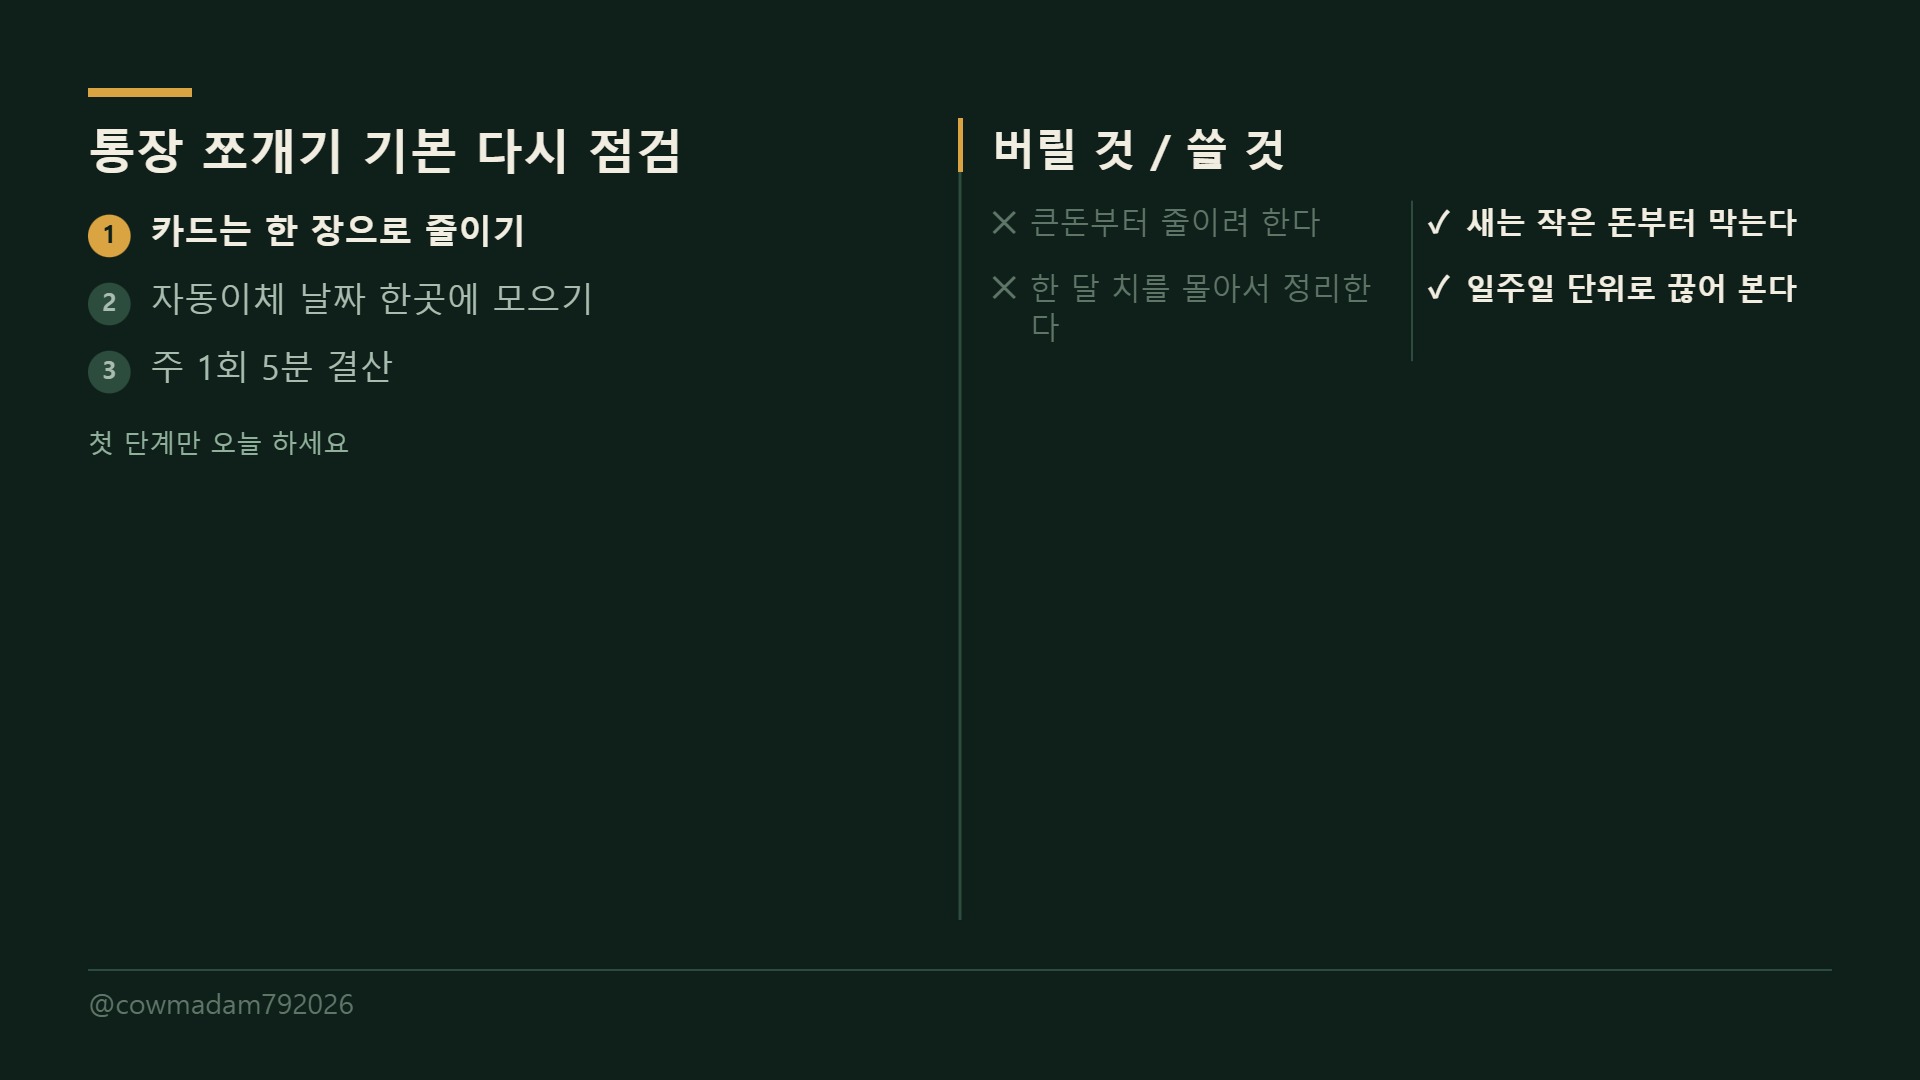 통장 쪼개기 기본 다시 점검
1 카드는 한 장으로 줄이기
2 자동이체 날짜 한곳에 모으기
3 주 1회 5분 결산
첫 단계만 오늘 하세요
버릴 것 / 쓸 것
✕ 큰돈부터 줄이려 한다
✕ 한 달 치를 몰아서 정리한
다
✓ 새는 작은 돈부터 막는다
✓ 일주일 단위로 끊어 본다
@cowmadam792026